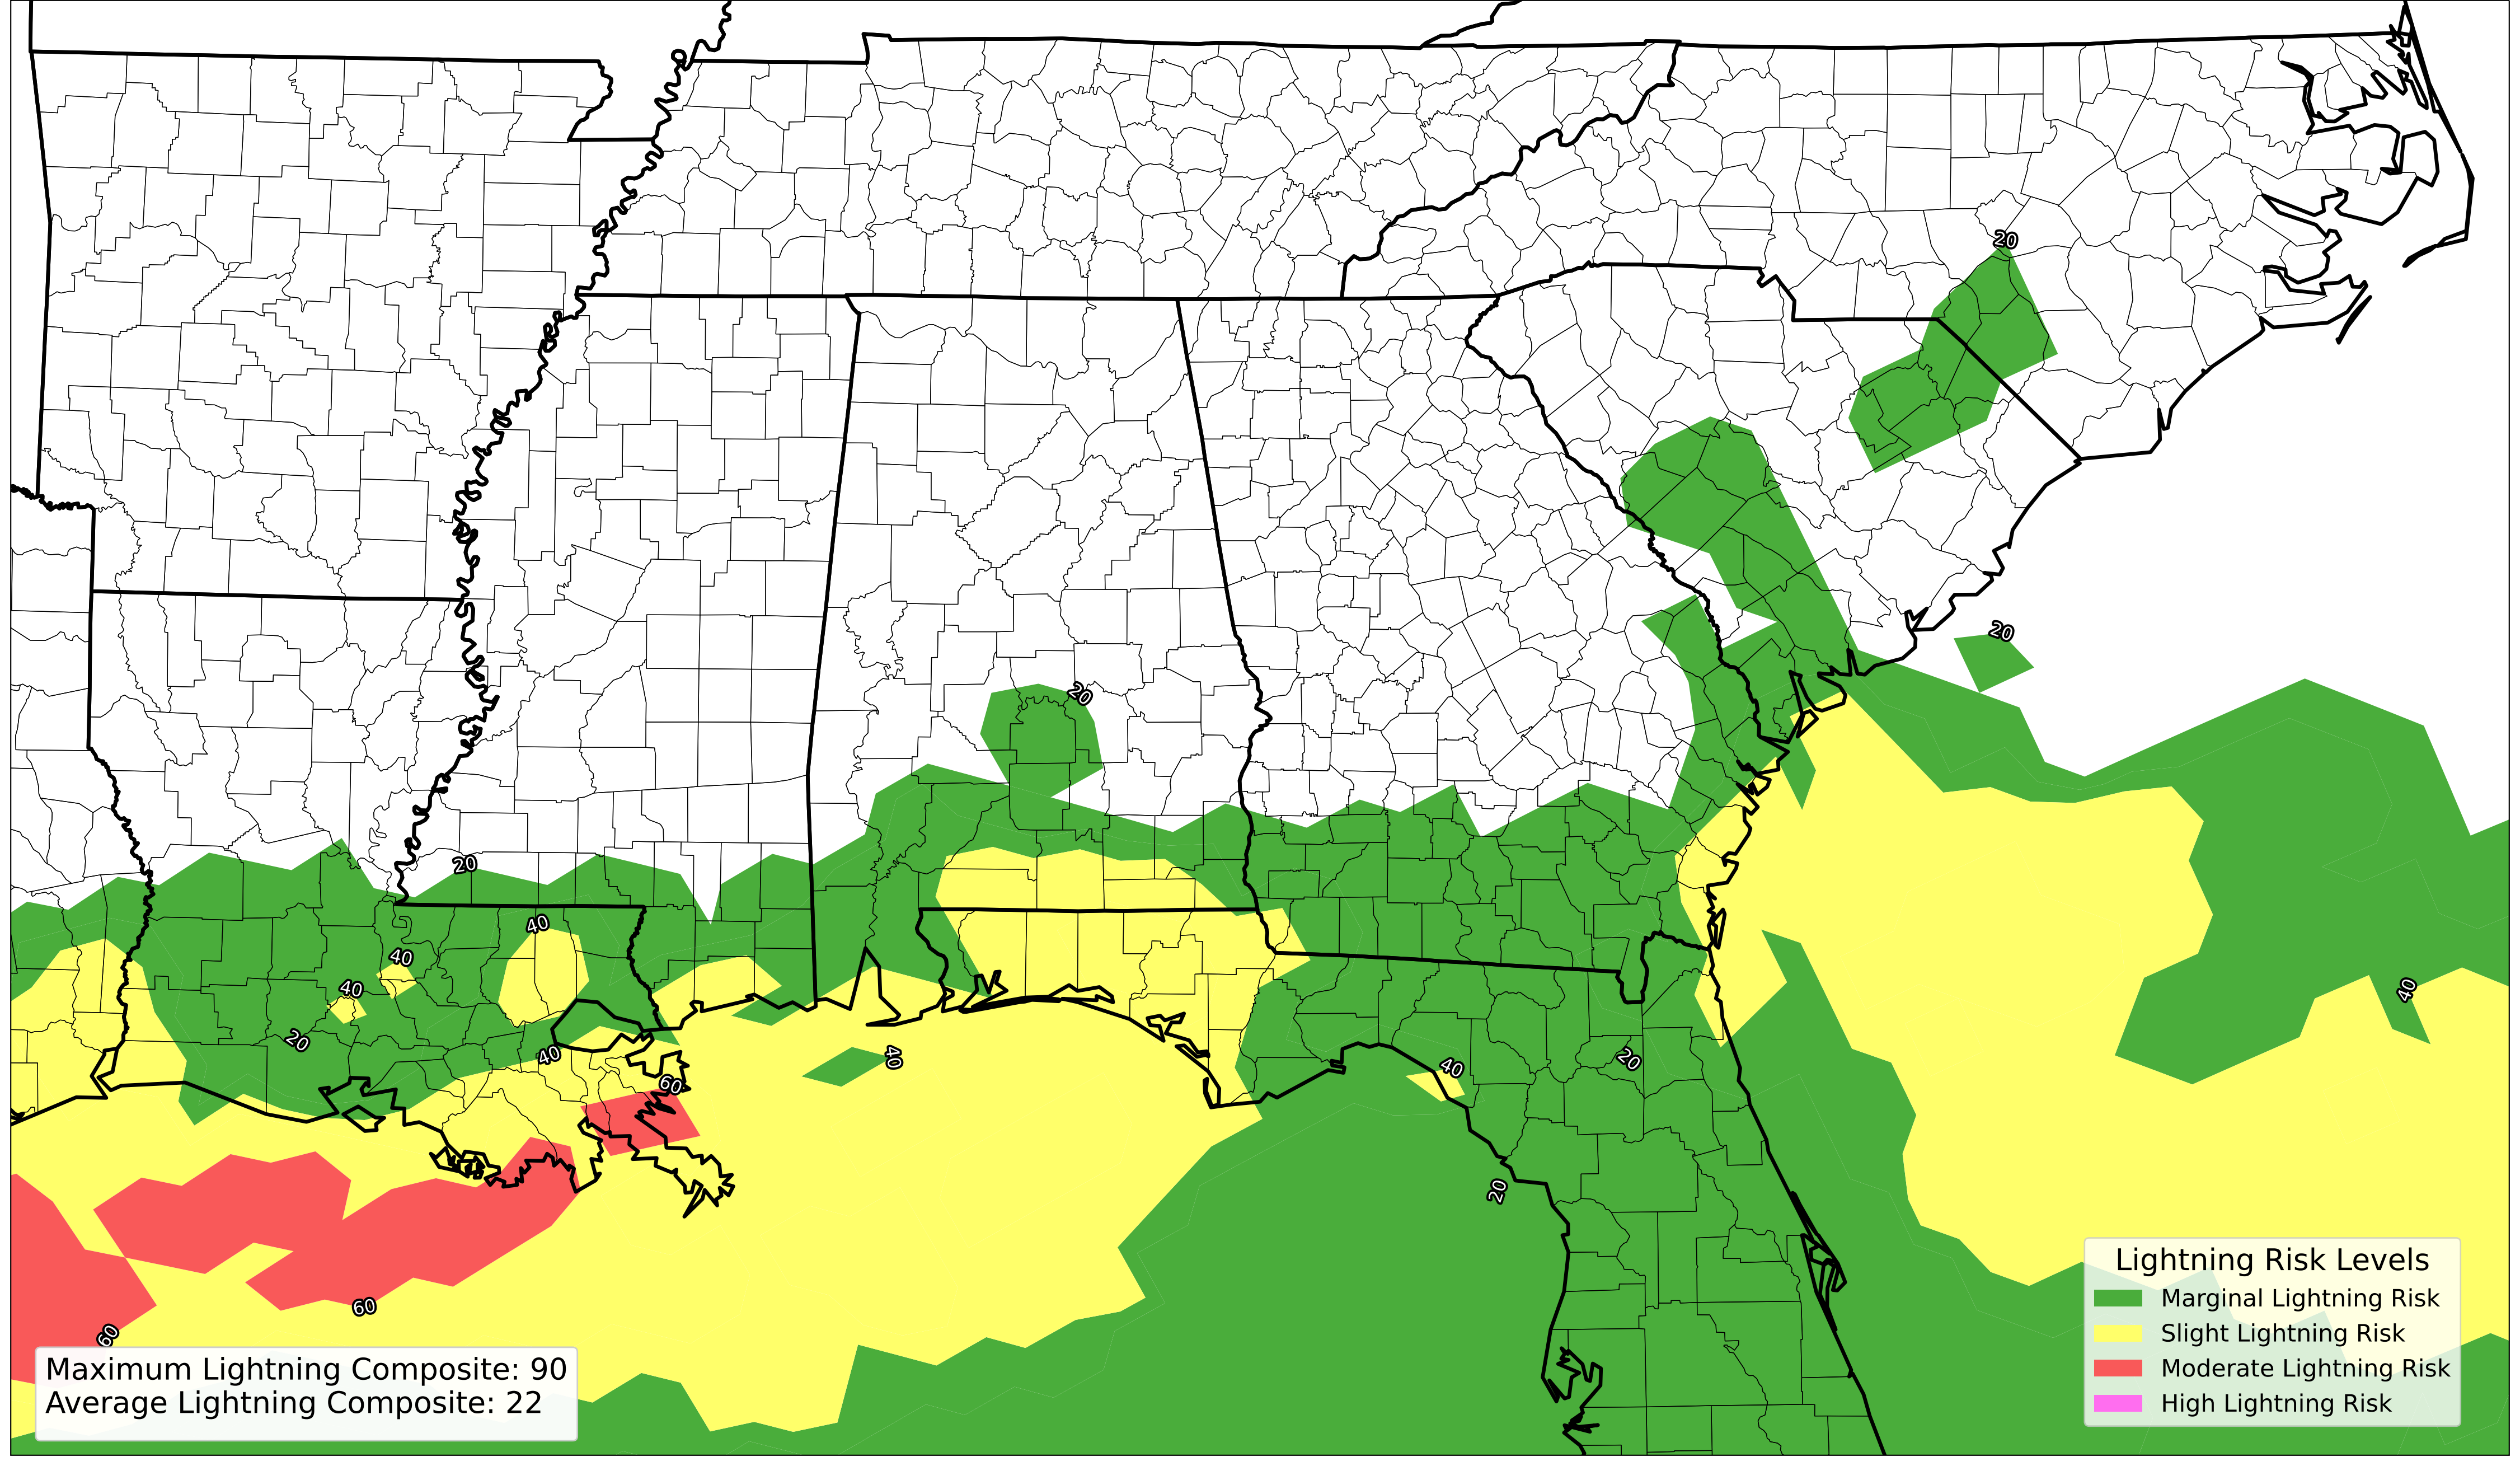 20
20
20
20
40
40
40
20
40
60
40
40
20
40
20
60
60
Maximum Lightning Composite: 90
Average Lightning Composite: 22
Lightning Risk Levels
Marginal Lightning Risk
Slight Lightning Risk
Moderate Lightning Risk
High Lightning Risk